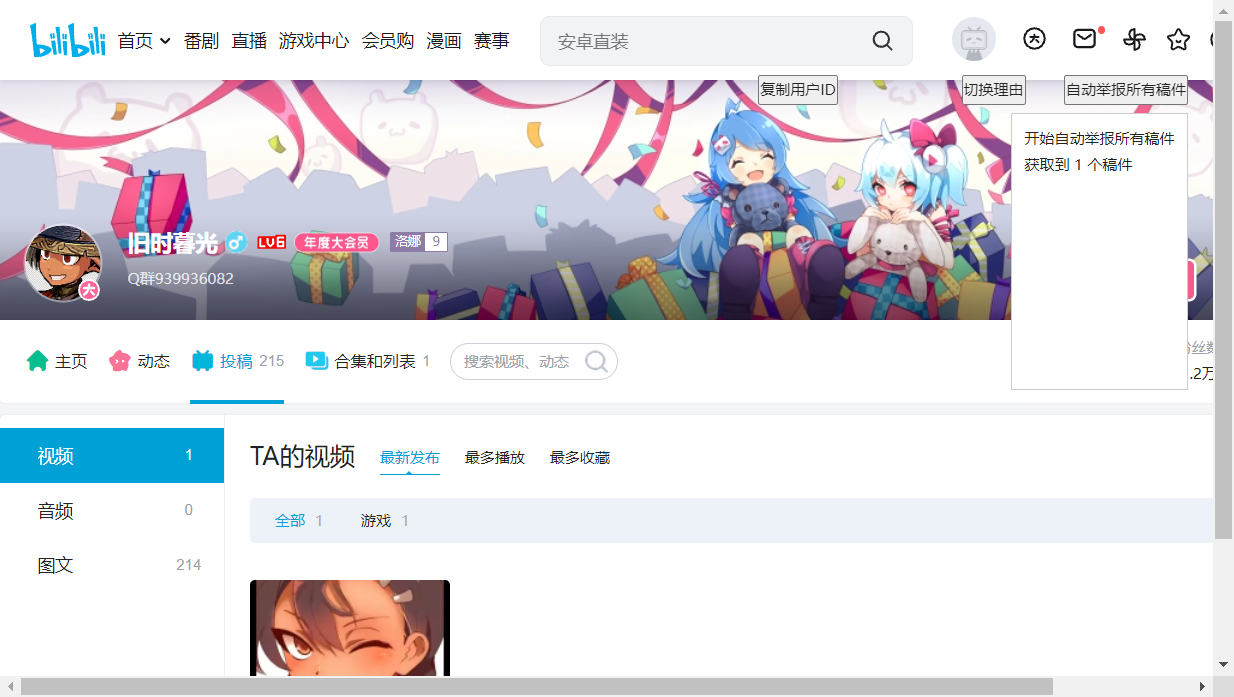 bilibili 首页 番剧 直播 游戏中心 会员购 漫画 赛事 安卓直装
复制用户ID 切换理由 自动举报所有稿件
开始自动举报所有稿件
获取到 1 个稿件
旧时暮光 LV6 年度大会员 洛娜 9
Q群939936082
主页 动态 投稿 215 合集和列表 1 搜索视频、动态
.2万
视频 1
音频 0
图文 214
TA的视频 最新发布 最多播放 最多收藏
全部 1 游戏 1